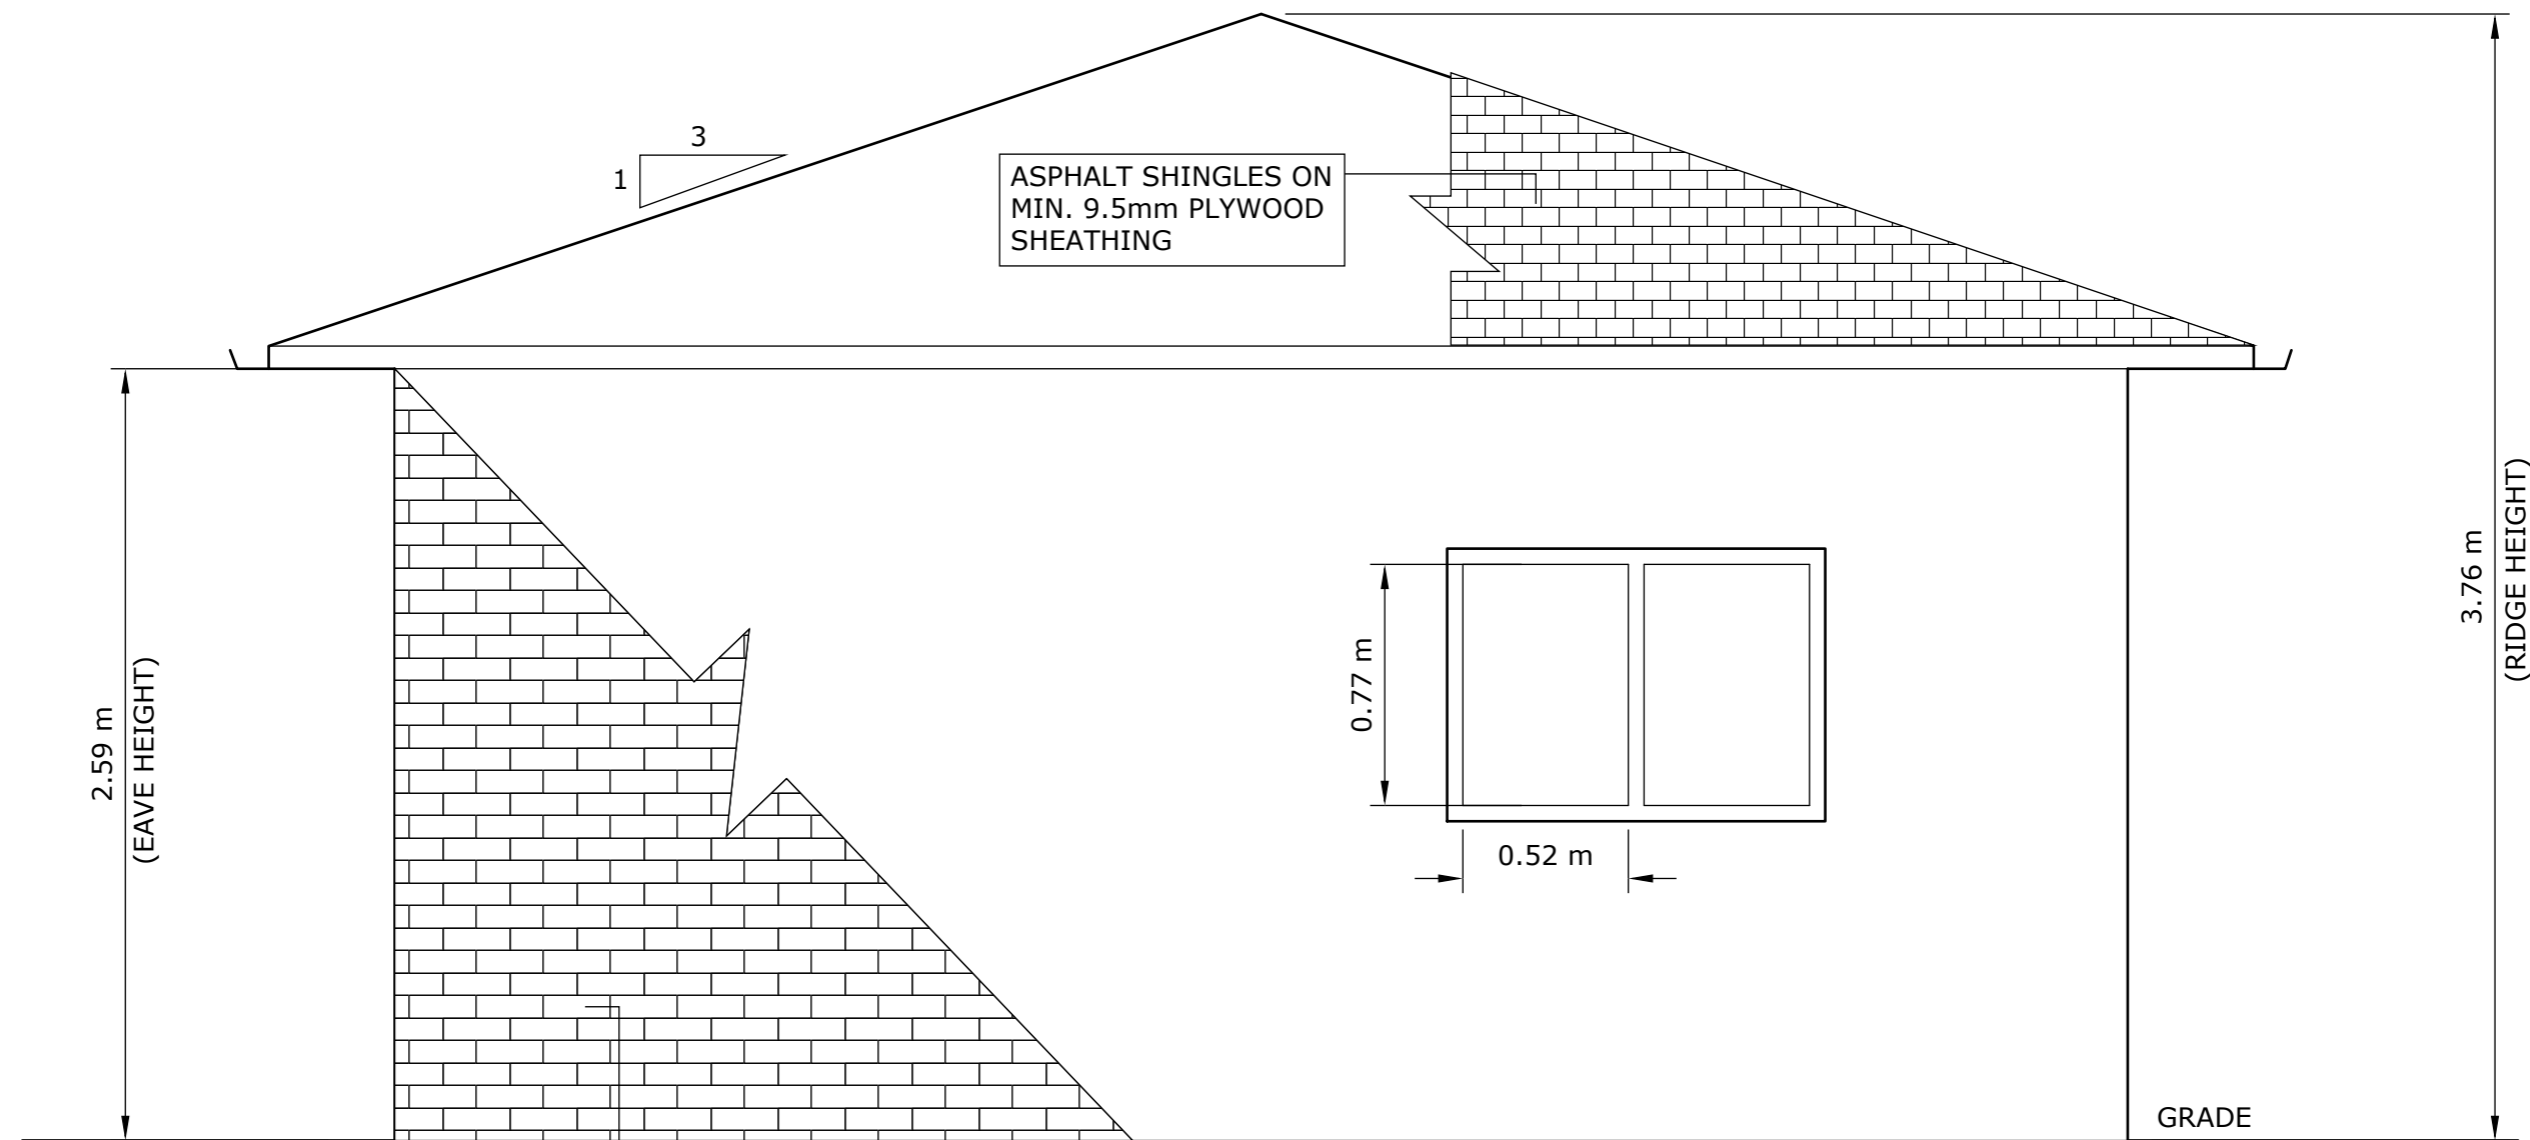 3
1
ASPHALT SHINGLES ON
MIN. 9.5mm PLYWOOD
SHEATHING
2.59 m
(EAVE HEIGHT)
0.77 m
0.52 m
3.76 m
(RIDGE HEIGHT)
GRADE